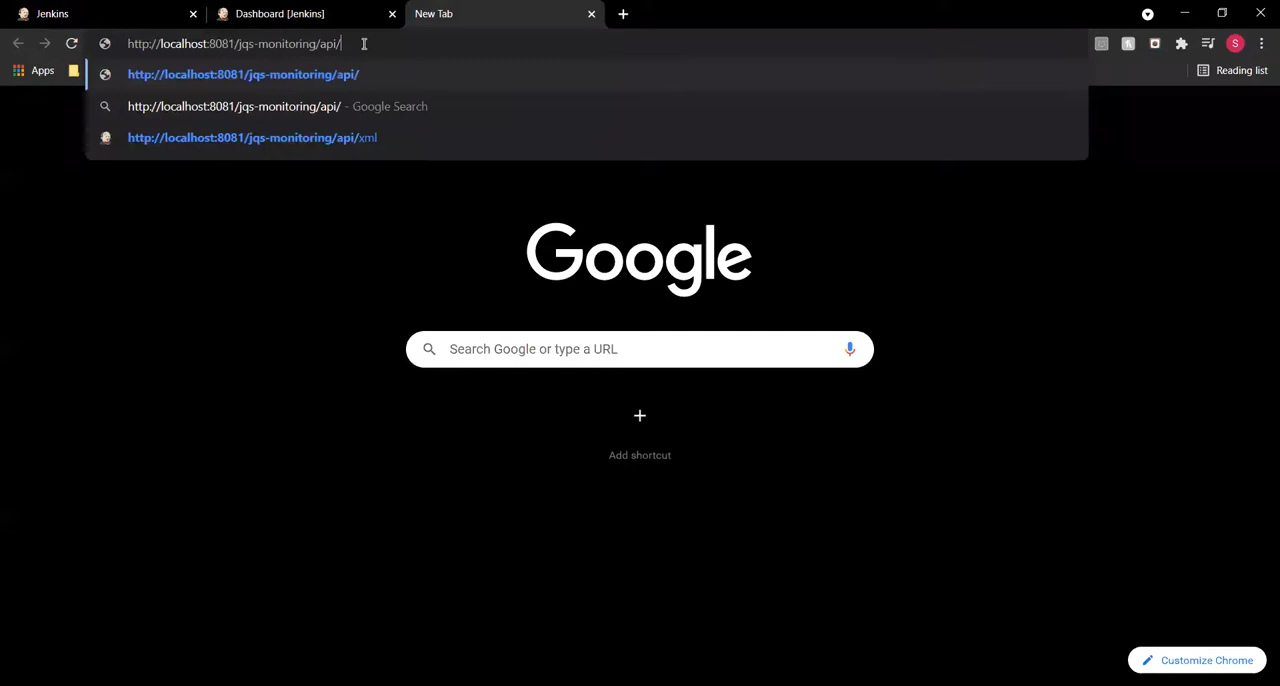 Jenkins
Dashboard [Jenkins]
New Tab
http://localhost:8081/jqs-monitoring/api/
S
Apps
http://localhost:8081/jqs-monitoring/api/
Reading list
http://localhost:8081/jqs-monitoring/api/ - Google Search
http://localhost:8081/jqs-monitoring/api/xml
Google
Search Google or type a URL
Add shortcut
Customize Chrome